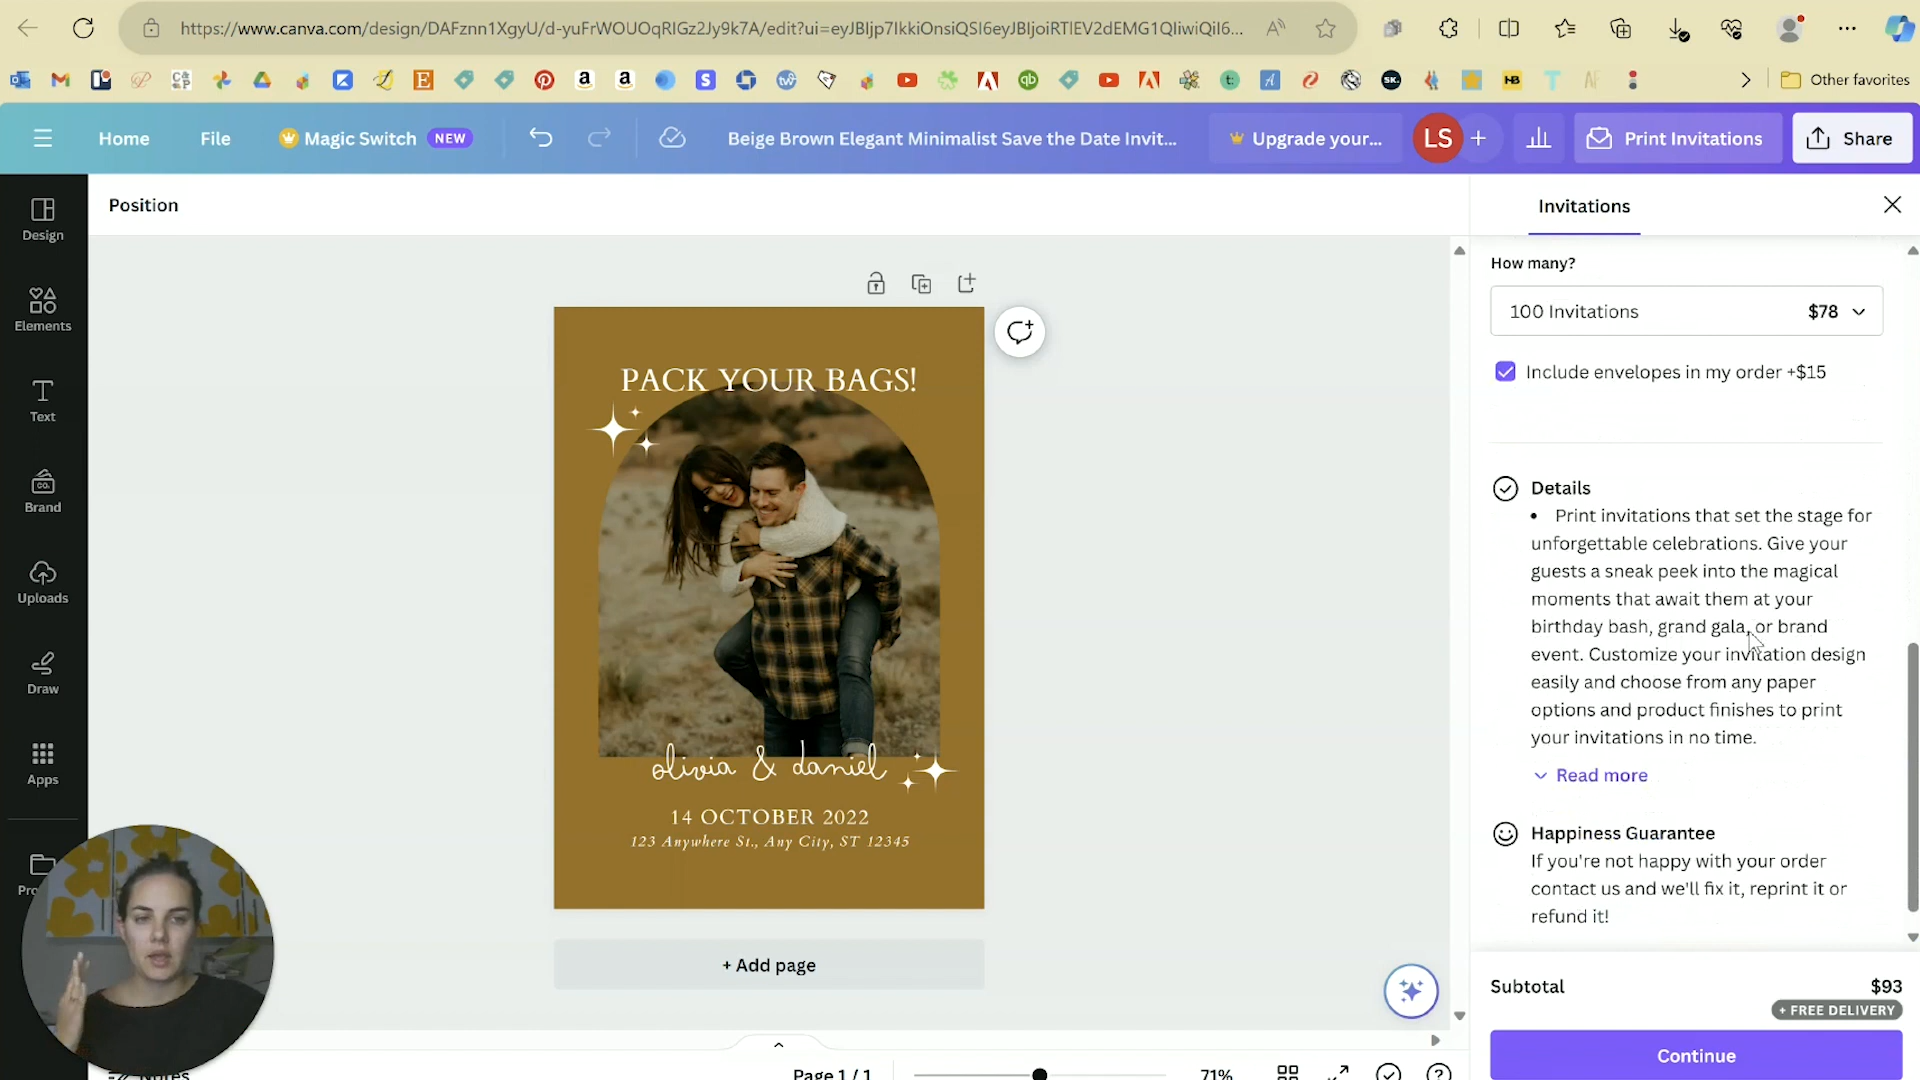 https://www.canva.com/design/DAFznn1XgyU/d-yuFrWOUOqRIGz2Jy9k7A/edit?ui=eyJBIjp7IkkiOnsiQSI6eyJBIjoiRTlEV2dEMG1QIiwiQiI6...
Other favorites
Home
File
Magic Switch NEW
Beige Brown Elegant Minimalist Save the Date Invit...
Upgrade your...
LS
Print Invitations
Share
Position
Invitations
Design
Elements
Text
Brand
Uploads
Draw
Apps
How many?
100 Invitations $78
Include envelopes in my order +$15
Details
• Print invitations that set the stage for
unforgettable celebrations. Give your
guests a sneak peek into the magical
moments that await them at your
birthday bash, grand gala, or brand
event. Customize your invitation design
easily and choose from any paper
options and product finishes to print
your invitations in no time.
Read more
Happiness Guarantee
If you're not happy with your order
contact us and we'll fix it, reprint it or
refund it!
Subtotal $93
+ FREE DELIVERY
Continue
PACK YOUR BAGS!
olivia & daniel
14 OCTOBER 2022
123 Anywhere St., Any City, ST 12345
+ Add page
Notes
Page 1 / 1
71%